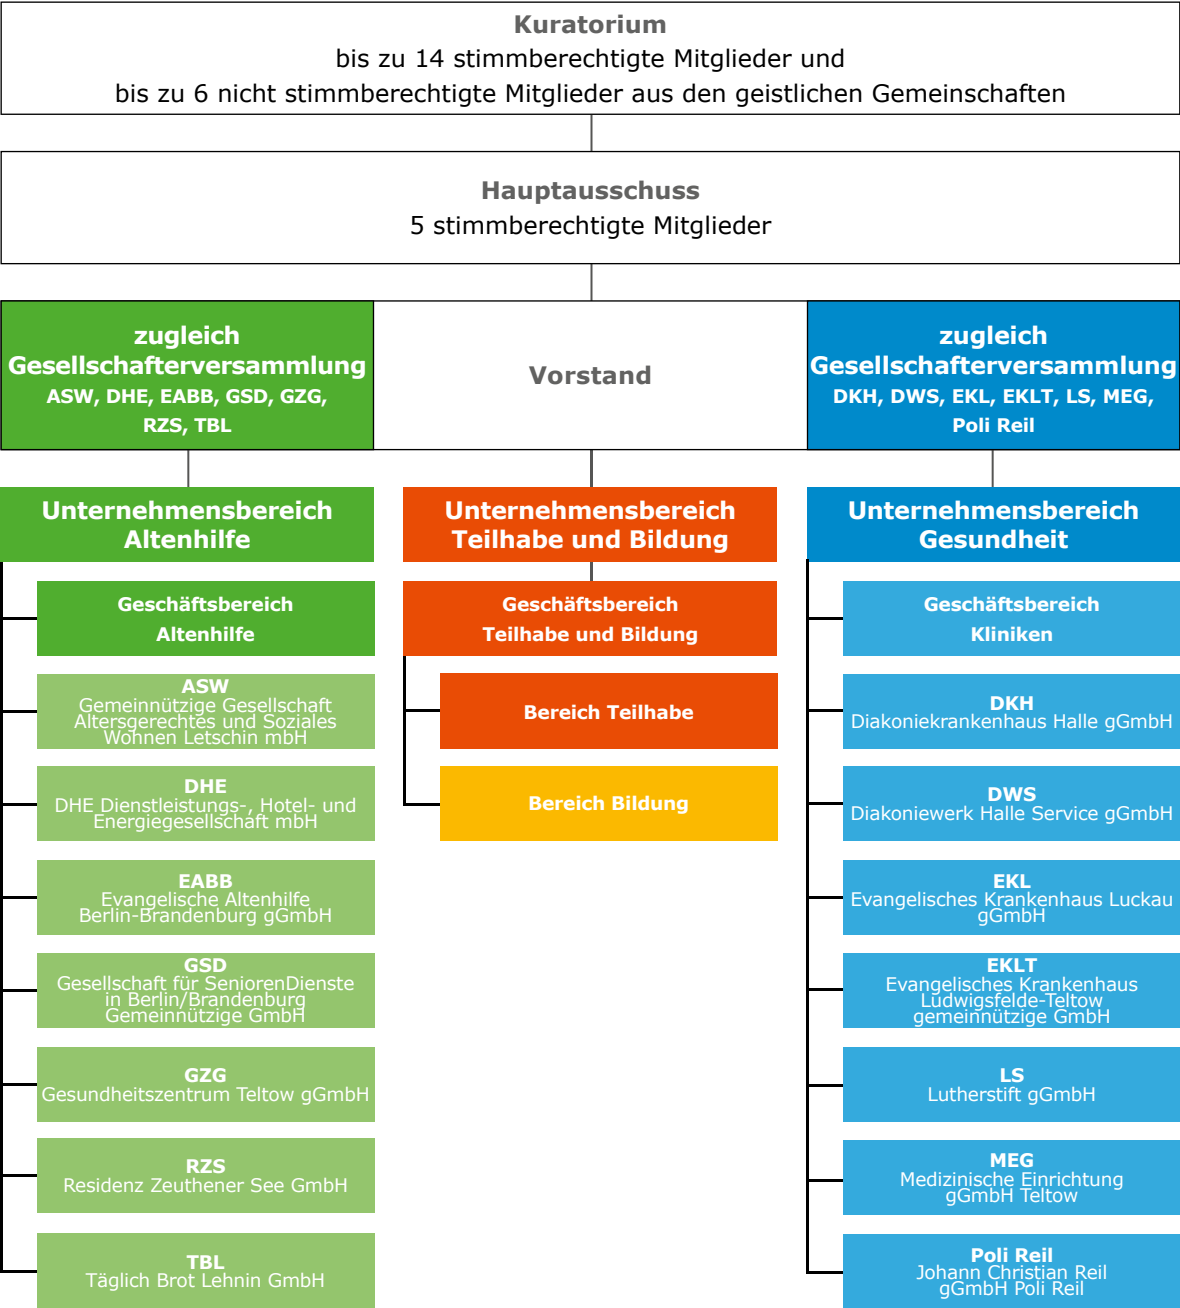 Kuratorium
bis zu 14 stimmberechtigte Mitglieder und
bis zu 6 nicht stimmberechtigte Mitglieder aus den geistlichen Gemeinschaften
Hauptausschuss
5 stimmberechtigte Mitglieder
zugleich
Gesellschafterversammlung
ASW, DHE, EABB, GSD, GZG,
RZS, TBL
Vorstand
zugleich
Gesellschafterversammlung
DKH, DWS, EKL, EKLT, LS, MEG,
Poli Reil
Unternehmensbereich
Altenhilfe
Geschäftsbereich
Altenhilfe
ASW
Gemeinnützige Gesellschaft
Altersgerechtes und Soziales
Wohnen Letschin mbH
DHE
DHE Dienstleistungs-, Hotel- und
Energiegesellschaft mbH
EABB
Evangelische Altenhilfe
Berlin-Brandenburg gGmbH
GSD
Gesellschaft für SeniorenDienste
in Berlin/Brandenburg
Gemeinnützige GmbH
GZG
Gesundheitszentrum Teltow gGmbH
RZS
Residenz Zeuthener See GmbH
TBL
Täglich Brot Lehnin GmbH
Unternehmensbereich
Teilhabe und Bildung
Geschäftsbereich
Teilhabe und Bildung
Bereich Teilhabe
Bereich Bildung
Unternehmensbereich
Gesundheit
Geschäftsbereich
Kliniken
DKH
Diakoniekrankenhaus Halle gGmbH
DWS
Diakoniewerk Halle Service gGmbH
EKL
Evangelisches Krankenhaus Luckau
gGmbH
EKLT
Evangelisches Krankenhaus
Ludwigsfelde-Teltow
gemeinnützige GmbH
LS
Lutherstift gGmbH
MEG
Medizinische Einrichtung
gGmbH Teltow
Poli Reil
Johann Christian Reil
gGmbH Poli Reil